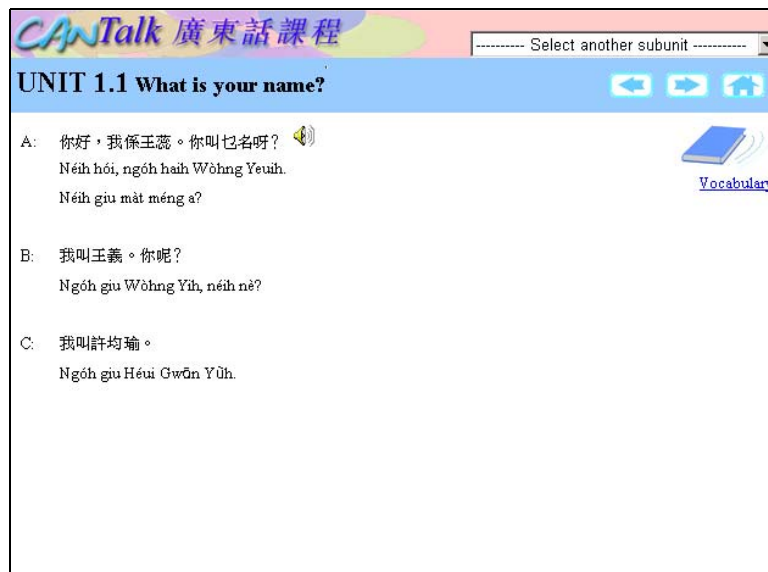 CANTalk 廣東話課程
---------- Select another subunit -----------
UNIT 1.1 What is your name?
A: 你好，我係王蕊。你叫乜名呀？
Néih hói, ngóh haih Wòhng Yeuih.
Néih giu màt méng a?
Vocabulary
B: 我叫王義。你呢？
Ngóh giu Wòhng Yih, néih nè?
C: 我叫許均瑜。
Ngóh giu Héui Gwān Yùh.